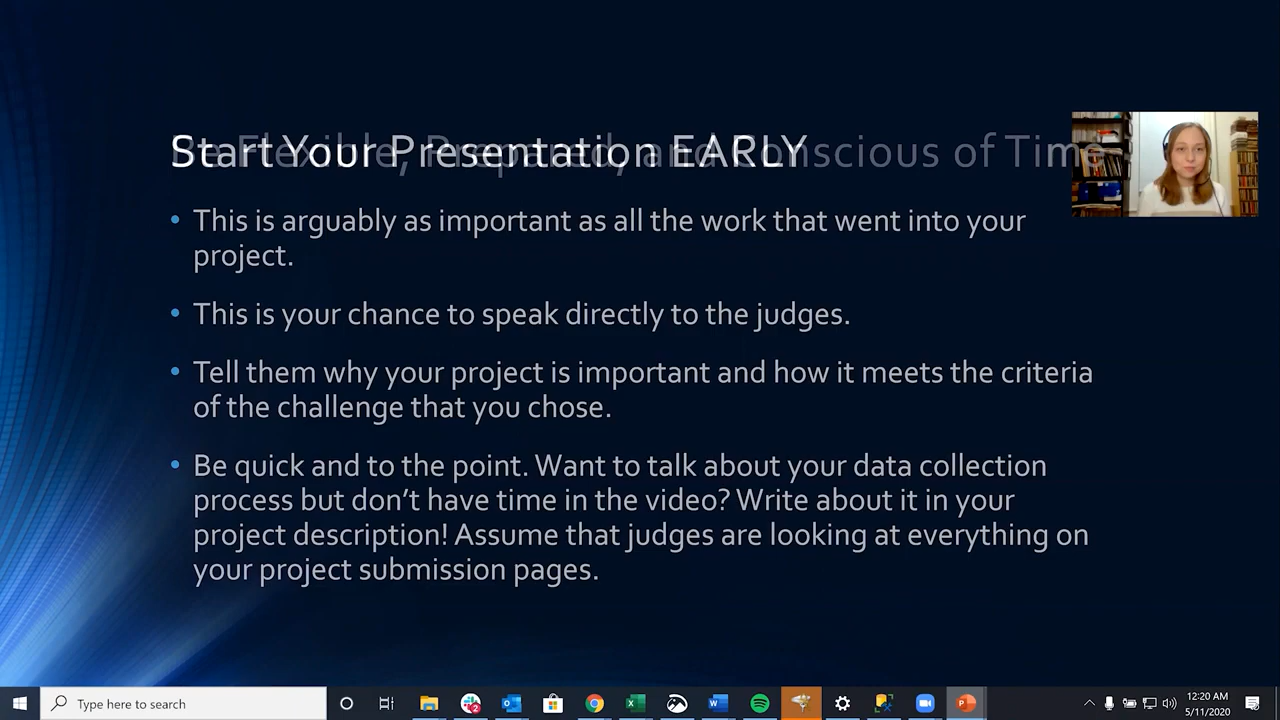 Start Your Presentation EARLY
Be Flexible, Prepared, and Conscious of Time
• This is arguably as important as all the work that went into your
project.
• This is your chance to speak directly to the judges.
• Tell them why your project is important and how it meets the criteria
of the challenge that you chose.
• Be quick and to the point. Want to talk about your data collection
process but don’t have time in the video? Write about it in your
project description! Assume that judges are looking at everything on
your project submission pages.
Type here to search
12:20 AM
5/11/2020